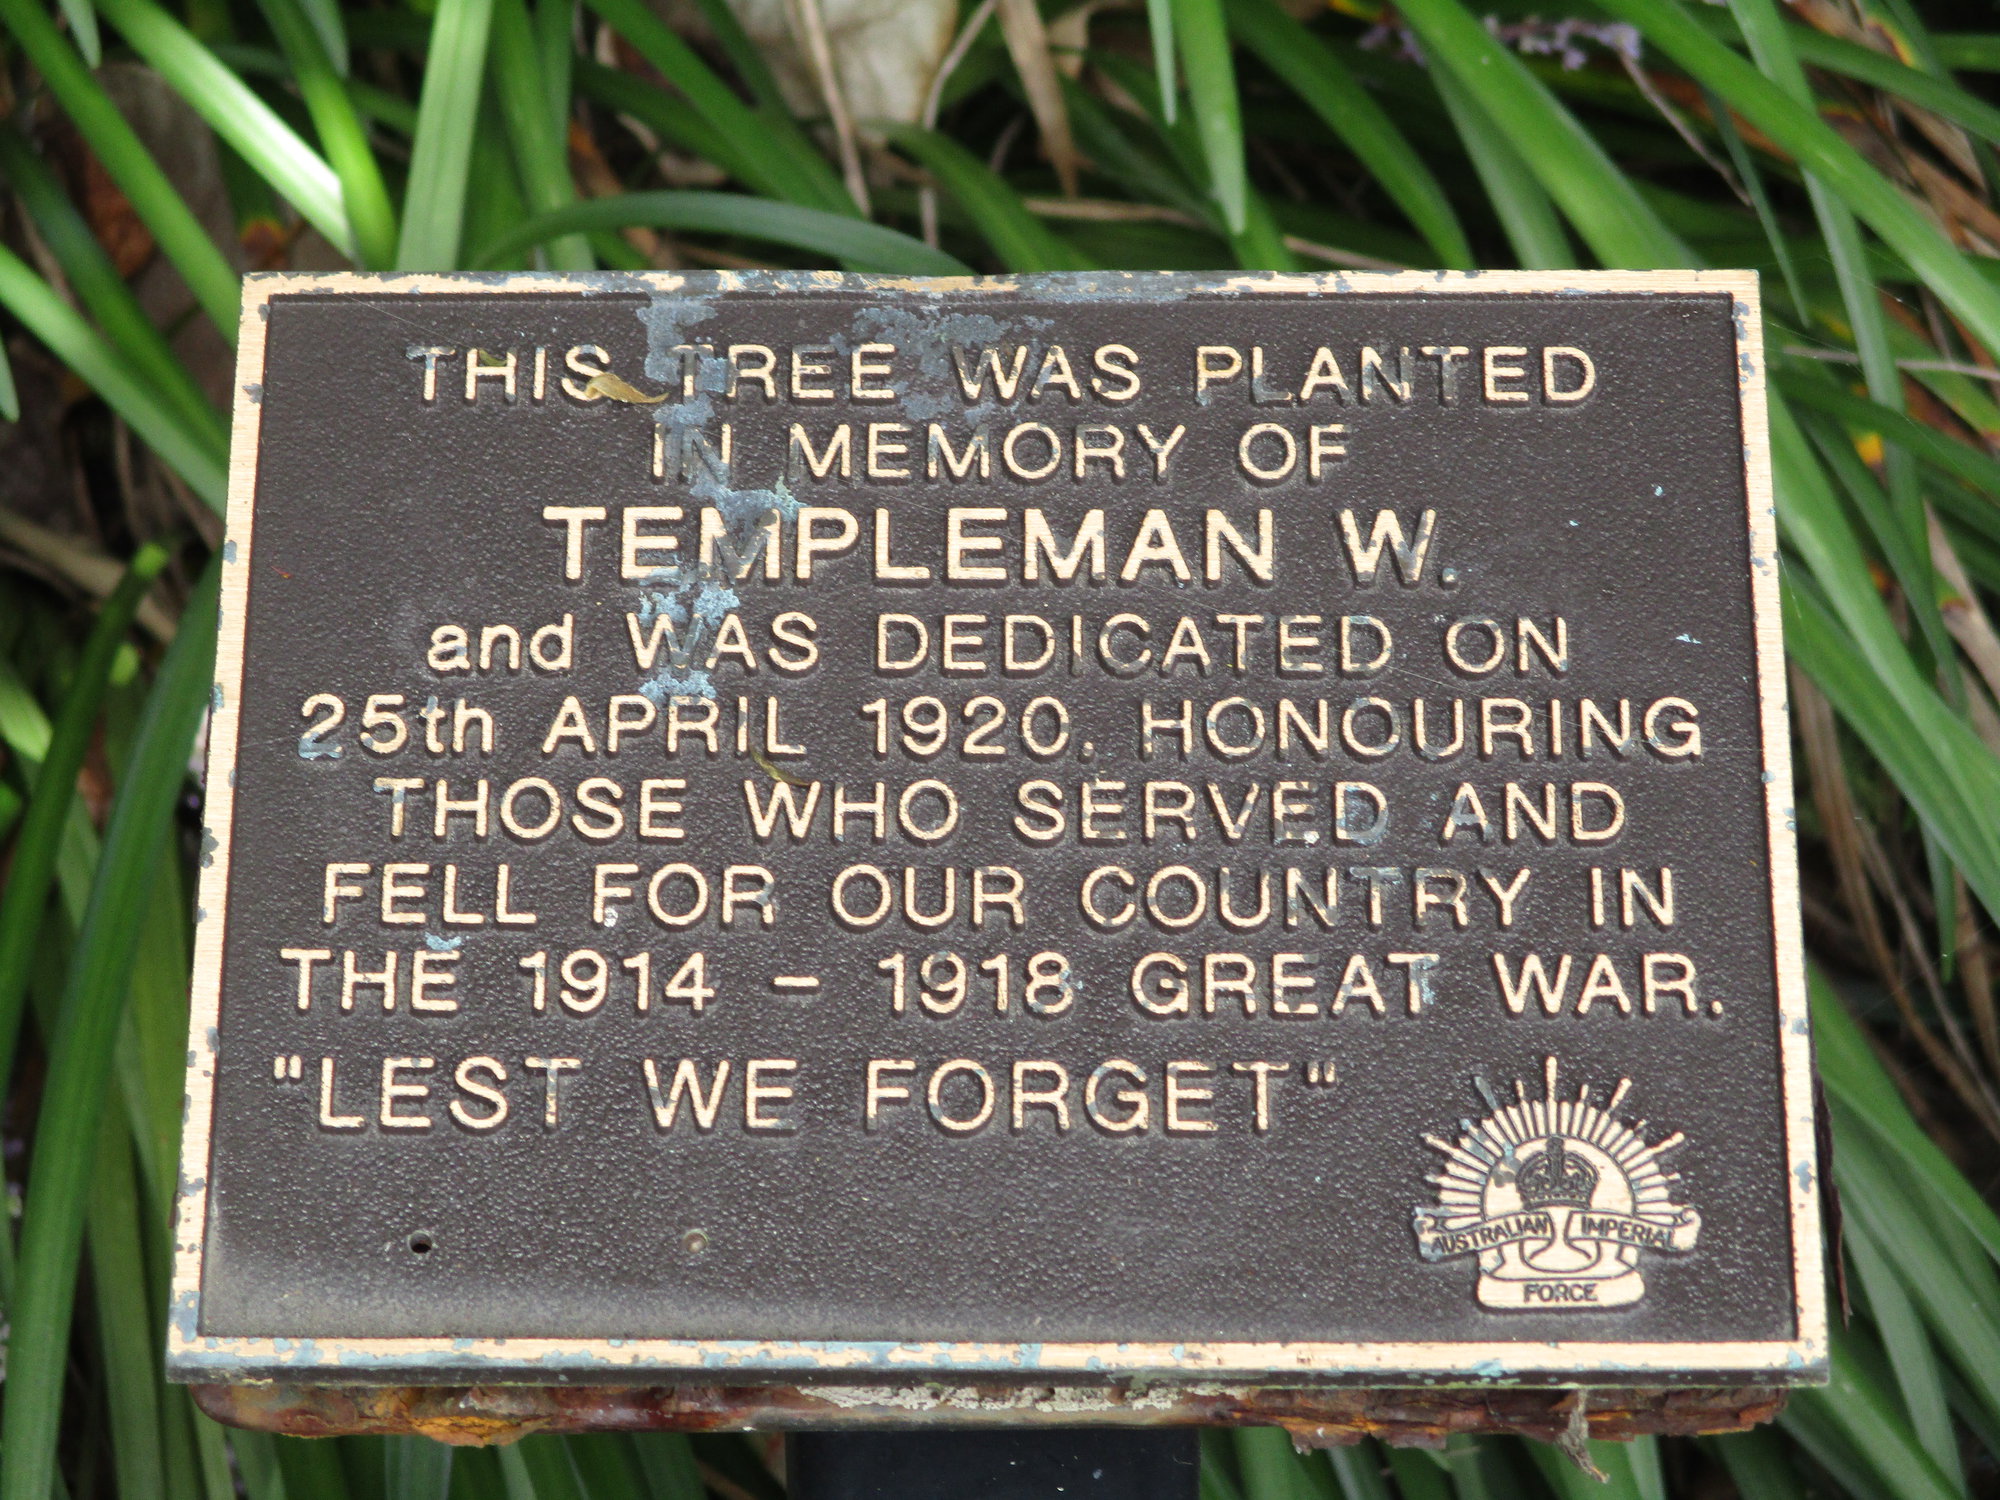 THIS TREE WAS PLANTED
IN MEMORY OF
TEMPLEMAN W.
and WAS DEDICATED ON
25th APRIL 1920. HONOURING
THOSE WHO SERVED AND
FELL FOR OUR COUNTRY IN
THE 1914 – 1918 GREAT WAR.
"LEST WE FORGET"
AUSTRALIAN IMPERIAL
FORCE